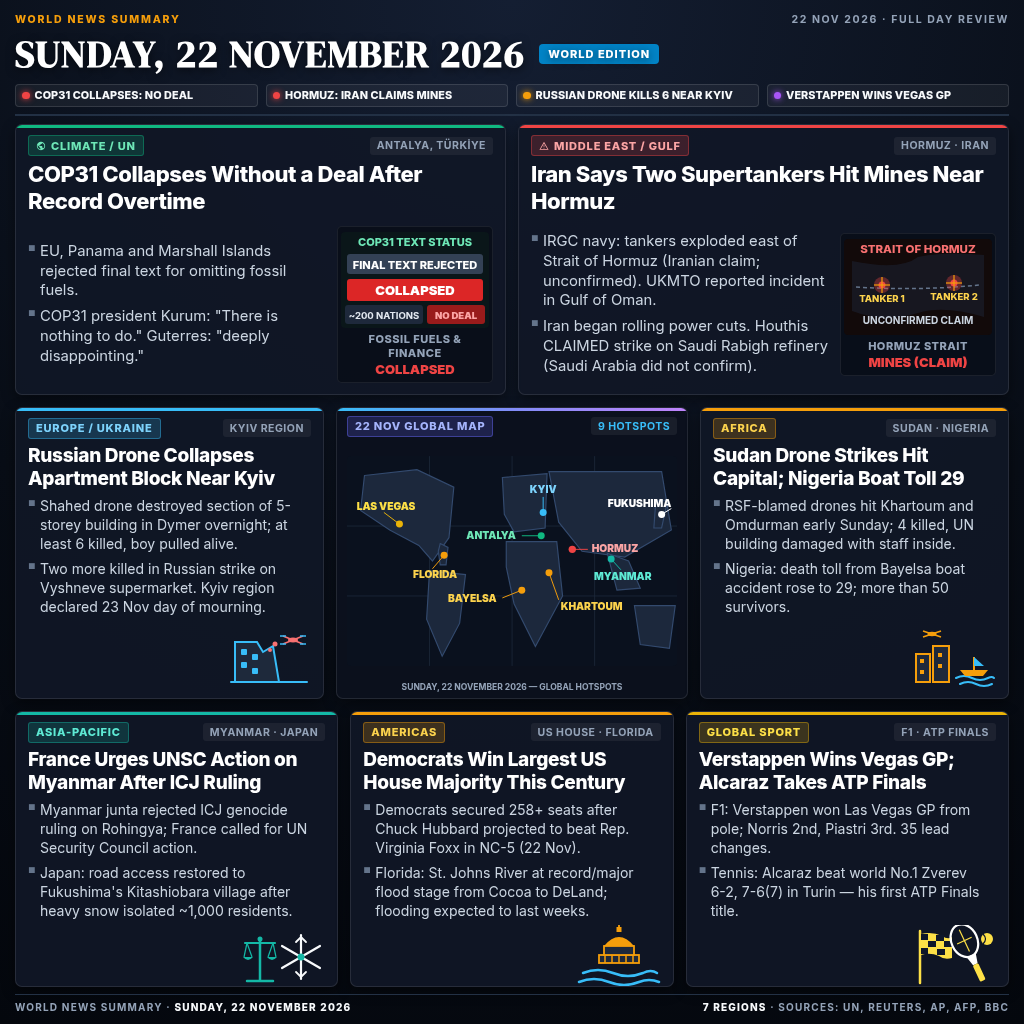 WORLD NEWS SUMMARY
22 NOV 2026 · FULL DAY REVIEW
SUNDAY, 22 NOVEMBER 2026
WORLD EDITION
COP31 COLLAPSES: NO DEAL
HORMUZ: IRAN CLAIMS MINES
RUSSIAN DRONE KILLS 6 NEAR KYIV
VERSTAPPEN WINS VEGAS GP
CLIMATE / UN
ANTALYA, TÜRKİYE
COP31 Collapses Without a Deal After
Record Overtime
EU, Panama and Marshall Islands
rejected final text for omitting fossil
fuels.
COP31 president Kurum: "There is
nothing to do." Guterres: "deeply
disappointing."
COP31 TEXT STATUS
FINAL TEXT REJECTED
COLLAPSED
~200 NATIONS
NO DEAL
FOSSIL FUELS &
FINANCE
COLLAPSED
⚠ MIDDLE EAST / GULF
HORMUZ · IRAN
Iran Says Two Supertankers Hit Mines Near
Hormuz
IRGC navy: tankers exploded east of
Strait of Hormuz (Iranian claim;
unconfirmed). UKMTO reported incident
in Gulf of Oman.
Iran began rolling power cuts. Houthis
CLAIMED strike on Saudi Rabigh refinery
(Saudi Arabia did not confirm).
STRAIT OF HORMUZ
TANKER 1
TANKER 2
UNCONFIRMED CLAIM
HORMUZ STRAIT
MINES (CLAIM)
EUROPE / UKRAINE
KYIV REGION
Russian Drone Collapses
Apartment Block Near Kyiv
Shahed drone destroyed section of 5-
storey building in Dymer overnight; at
least 6 killed, boy pulled alive.
Two more killed in Russian strike on
Vyshneve supermarket. Kyiv region
declared 23 Nov day of mourning.
22 NOV GLOBAL MAP
9 HOTSPOTS
LAS VEGAS
KYIV
FUKUSHIMA
ANTALYA
HORMUZ
FLORIDA
MYANMAR
BAYELSA
KHARTOUM
SUNDAY, 22 NOVEMBER 2026 — GLOBAL HOTSPOTS
AFRICA
SUDAN · NIGERIA
Sudan Drone Strikes Hit
Capital; Nigeria Boat Toll 29
RSF-blamed drones hit Khartoum and
Omdurman early Sunday; 4 killed, UN
building damaged with staff inside.
Nigeria: death toll from Bayelsa boat
accident rose to 29; more than 50
survivors.
ASIA-PACIFIC
MYANMAR · JAPAN
France Urges UNSC Action on
Myanmar After ICJ Ruling
Myanmar junta rejected ICJ genocide
ruling on Rohingya; France called for UN
Security Council action.
Japan: road access restored to
Fukushima's Kitashiobara village after
heavy snow isolated ~1,000 residents.
AMERICAS
US HOUSE · FLORIDA
Democrats Win Largest US
House Majority This Century
Democrats secured 258+ seats after
Chuck Hubbard projected to beat Rep.
Virginia Foxx in NC-5 (22 Nov).
Florida: St. Johns River at record/major
flood stage from Cocoa to DeLand;
flooding expected to last weeks.
GLOBAL SPORT
F1 · ATP FINALS
Verstappen Wins Vegas GP;
Alcaraz Takes ATP Finals
F1: Verstappen won Las Vegas GP from
pole; Norris 2nd, Piastri 3rd. 35 lead
changes.
Tennis: Alcaraz beat world No.1 Zverev
6-2, 7-6(7) in Turin — his first ATP Finals
title.
WORLD NEWS SUMMARY · SUNDAY, 22 NOVEMBER 2026
7 REGIONS · SOURCES: UN, REUTERS, AP, AFP, BBC